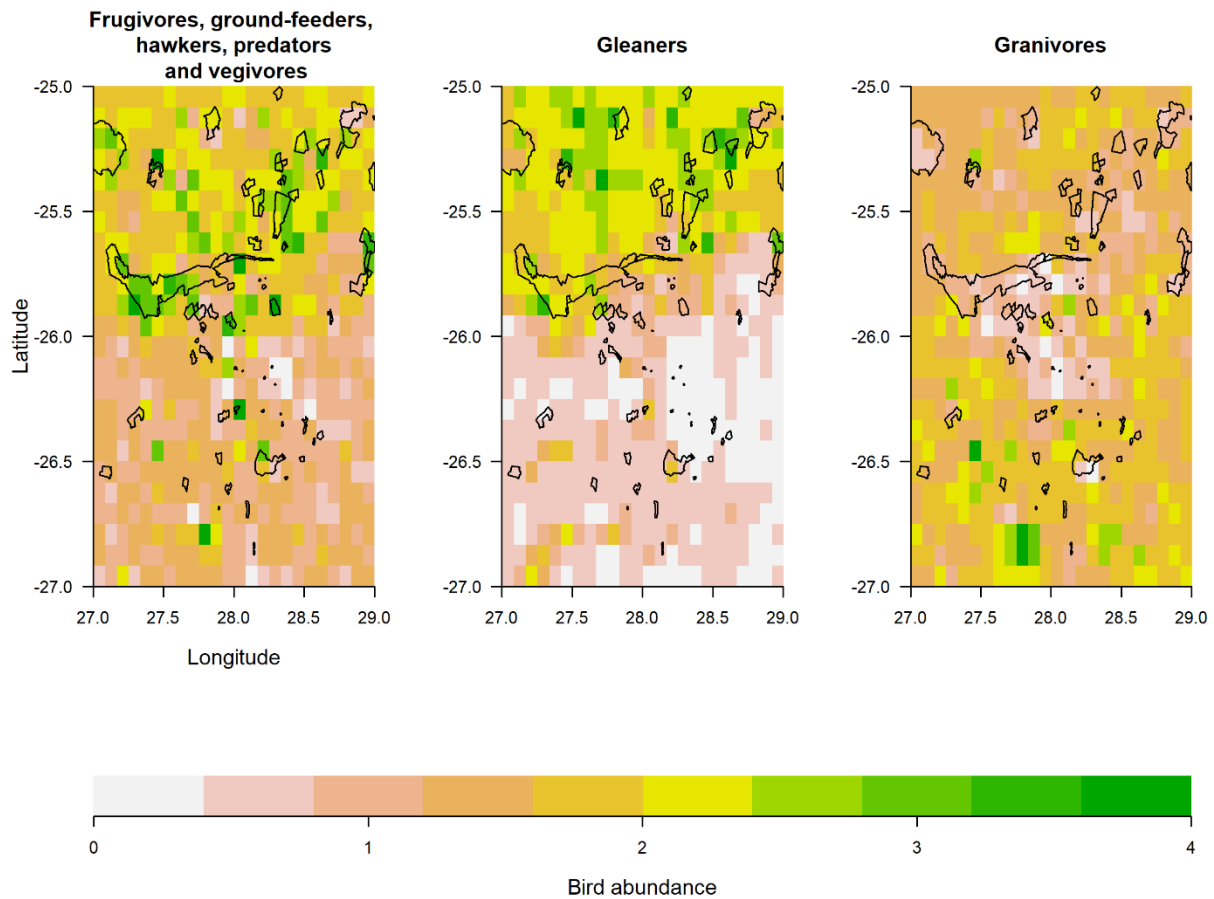 Frugivores, ground-feeders,
hawkers, predators
and vegivores
Gleaners
Granivores
-25.0
-25.5
-26.0
-26.5
-27.0
Latitude
27.0 27.5 28.0 28.5 29.0
Longitude
-25.0
-25.5
-26.0
-26.5
-27.0
27.0 27.5 28.0 28.5 29.0
-25.0
-25.5
-26.0
-26.5
-27.0
27.0 27.5 28.0 28.5 29.0
0 1 2 3 4
Bird abundance